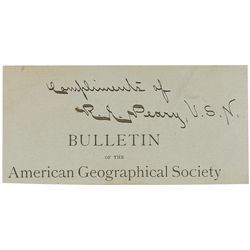 Compliments of
R.E. Peary, U.S.N.
BULLETIN
OF THE
American Geographical Society